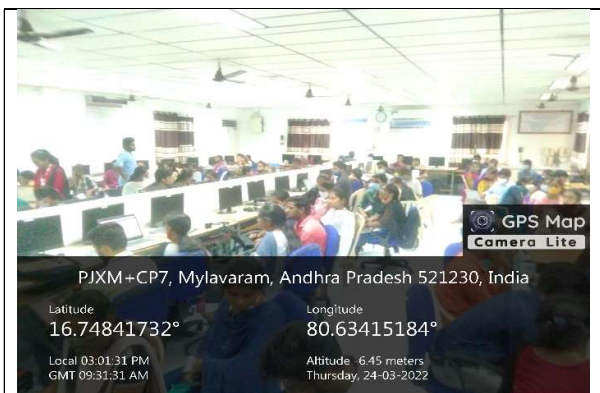 GPS Map
Camera Lite
PJXM+CP7, Mylavaram, Andhra Pradesh 521230, India
Latitude
16.74841732°
Longitude
80.63415184°
Local 03:01:31 PM
GMT 09:31:31 AM
Altitude -6.45 meters
Thursday, 24-03-2022